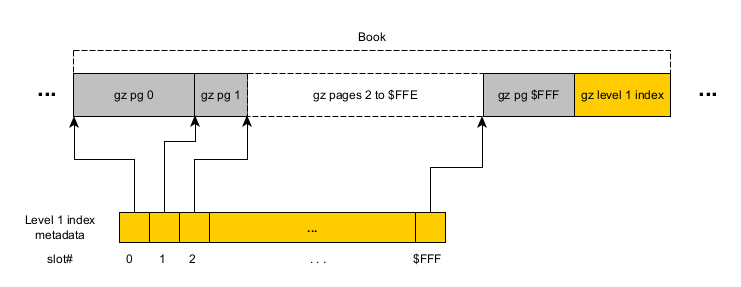 Book
...
gz pg 0
gz pg 1
gz pages 2 to $FFE
gz pg $FFF
gz level 1 index
...
Level 1 index
metadata
...
slot#
0
1
2
. . .
$FFF